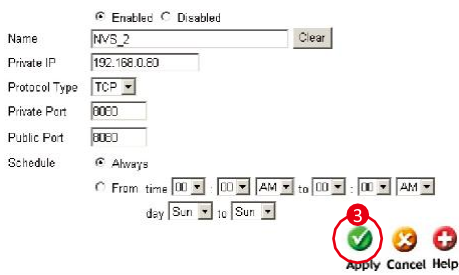 Enabled Disabled
Name NVS_2 Clear
Private IP 192.168.0.80
Protocol Type TCP
Private Port 8080
Public Port 8080
Schedule Always
From time 00 : 00 AM to 00 : 00 AM
day Sun to Sun
3
Apply Cancel Help